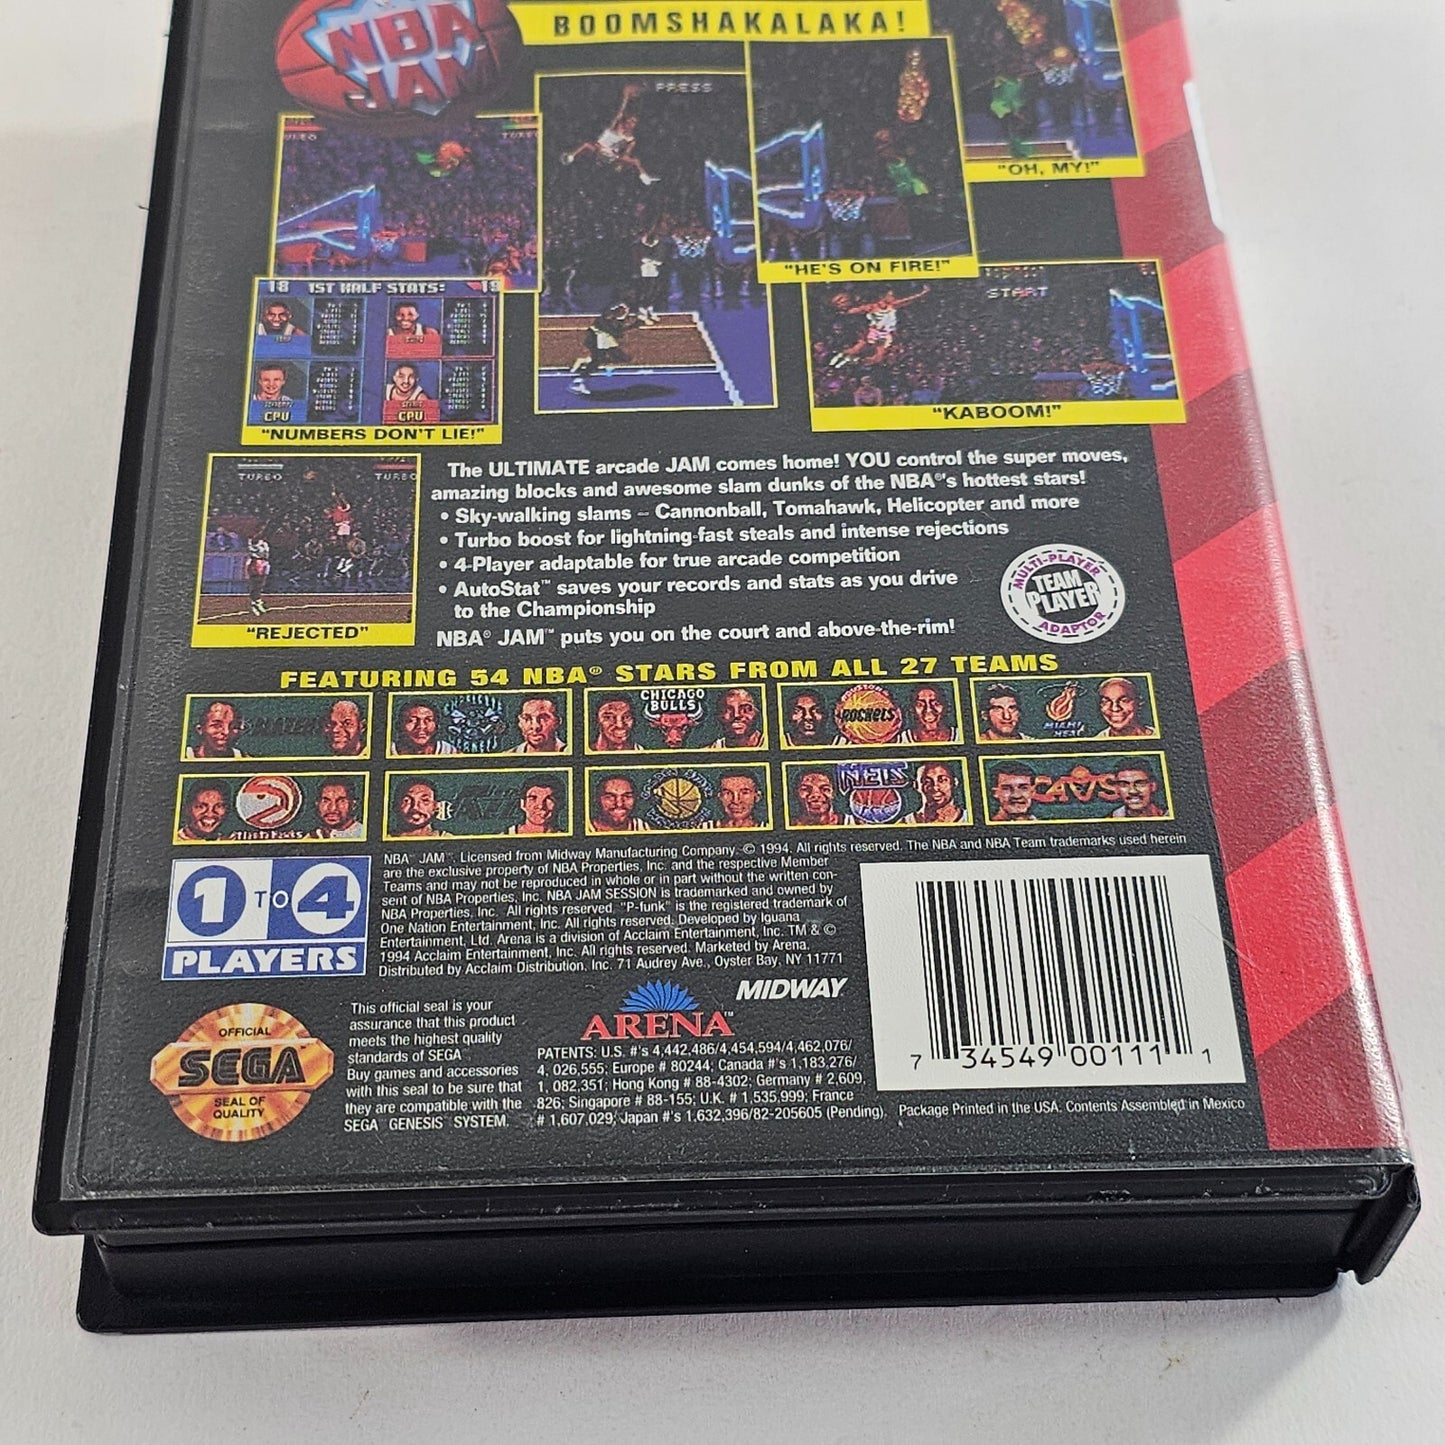 NBA
JAM
BOOMSHAKALAKA!
PRESS
TURBO
"OH, MY!"
"HE'S ON FIRE!"
START
18 1ST HALF STATS: 19
CPU CPU
"NUMBERS DON'T LIE!"
"KABOOM!"
TURBO TURBO
"REJECTED"
The ULTIMATE arcade JAM comes home! YOU control the super moves,
amazing blocks and awesome slam dunks of the NBA®'s hottest stars!
• Sky-walking slams – Cannonball, Tomahawk, Helicopter and more
• Turbo boost for lightning-fast steals and intense rejections
• 4-Player adaptable for true arcade competition
• AutoStat™ saves your records and stats as you drive
to the Championship
NBA® JAM™ puts you on the court and above-the-rim!
MULTI-PLAYER
TEAM
PLAYER
ADAPTOR
FEATURING 54 NBA® STARS FROM ALL 27 TEAMS
CHICAGO
BULLS
HOUSTON
ROCKETS
MIAMI
HEAT
NETS
CAVS
1 TO 4
PLAYERS
NBA JAM™. Licensed from Midway Manufacturing Company. © 1994. All rights reserved. The NBA and NBA Team trademarks used herein
are the exclusive property of NBA Properties, Inc. and the respective Member
Teams and may not be reproduced in whole or in part without the written con-
sent of NBA Properties, Inc. NBA JAM SESSION is trademarked and owned by
NBA Properties, Inc. All rights reserved. "P-funk" is the registered trademark of
One Nation Entertainment, Inc. All rights reserved. Developed by Iguana
Entertainment, Ltd. Arena is a division of Acclaim Entertainment, Inc. TM & ©
1994 Acclaim Entertainment, Inc. All rights reserved. Marketed by Arena.
Distributed by Acclaim Distribution, Inc. 71 Audrey Ave., Oyster Bay, NY 11771
OFFICIAL
SEGA
SEAL OF
QUALITY
This official seal is your
assurance that this product
meets the highest quality
standards of SEGA™.
Buy games and accessories
with this seal to be sure that
they are compatible with the
SEGA™ GENESIS™ SYSTEM.
MIDWAY
ARENA™
PATENTS: U.S. #'s 4,442,486/4,454,594/4,462,076/
4, 026,555; Europe # 80244; Canada #'s 1,183,276/
1, 082,351; Hong Kong # 88-4302; Germany # 2,609,
826; Singapore # 88-155; U.K. # 1,535,999; France
# 1,607,029; Japan #'s 1,632,396/82-205605 (Pending).
7 34549 00111 1
Package Printed in the USA. Contents Assembled in Mexico